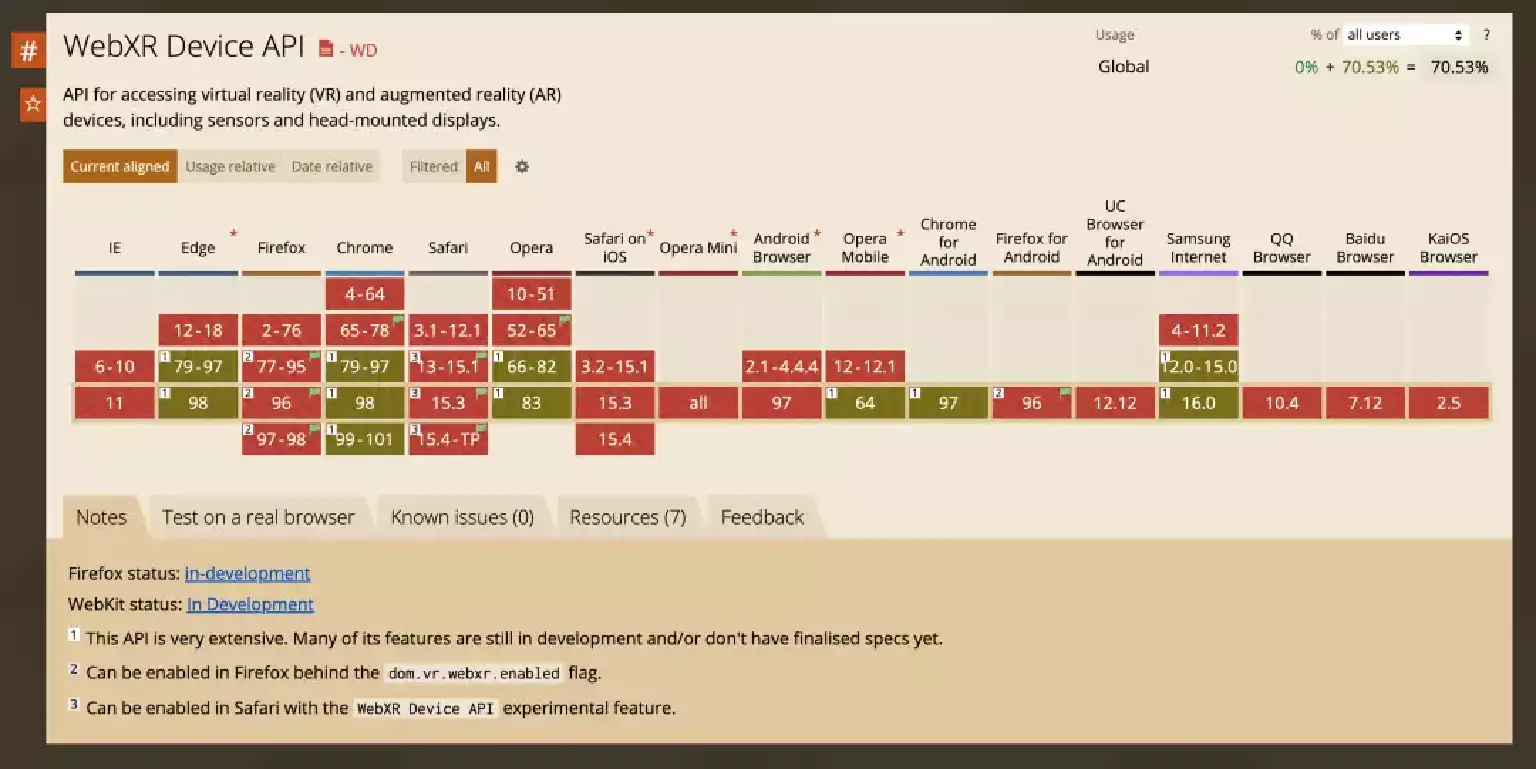 #
WebXR Device API - WD
Usage % of all users ?
Global 0% + 70.53% = 70.53%
API for accessing virtual reality (VR) and augmented reality (AR)
devices, including sensors and head-mounted displays.
Current aligned Usage relative Date relative Filtered All
IE Edge * Firefox Chrome Safari Opera Safari on iOS * Opera Mini * Android Browser * Opera Mobile * Chrome for Android Firefox for Android UC Browser for Android Samsung Internet QQ Browser Baidu Browser KaiOS Browser
4-64 10-51
12-18 2-76 65-78 3.1-12.1 52-65 4-11.2
6-10 1 79-97 2 77-95 1 79-97 3 13-15.1 1 66-82 3.2-15.1 2.1-4.4.4 12-12.1 1 12.0-15.0
11 1 98 2 96 1 98 3 15.3 1 83 15.3 all 97 1 64 1 97 2 96 12.12 1 16.0 10.4 7.12 2.5
2 97-98 1 99-101 3 15.4-TP 15.4
Notes Test on a real browser Known issues (0) Resources (7) Feedback
Firefox status: in-development
WebKit status: In Development
1 This API is very extensive. Many of its features are still in development and/or don't have finalised specs yet.
2 Can be enabled in Firefox behind the dom.vr.webxr.enabled flag.
3 Can be enabled in Safari with the WebXR Device API experimental feature.